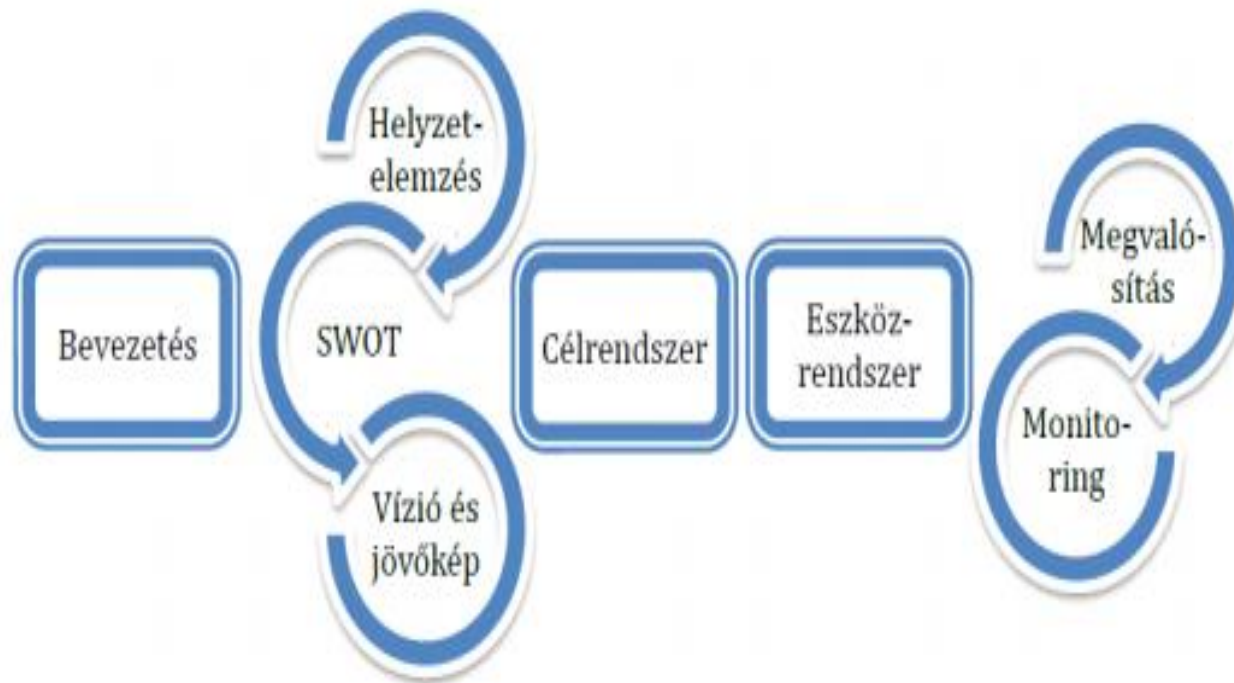 Bevezetés
Helyzet-
elemzés
SWOT
Vízió és
jövőkép
Célrendszer
Eszköz-
rendszer
Megvaló-
sítás
Monito-
ring